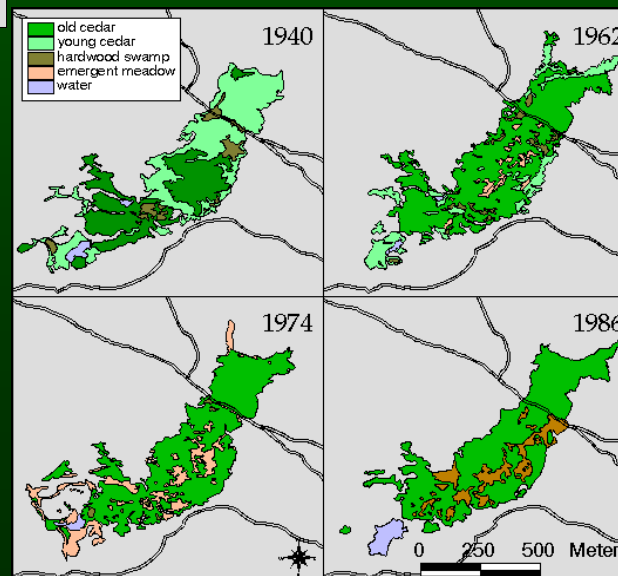 old cedar
young cedar
hardwood swamp
emergent meadow
water
1940
1962
1974
1986
0 250 500 Meter